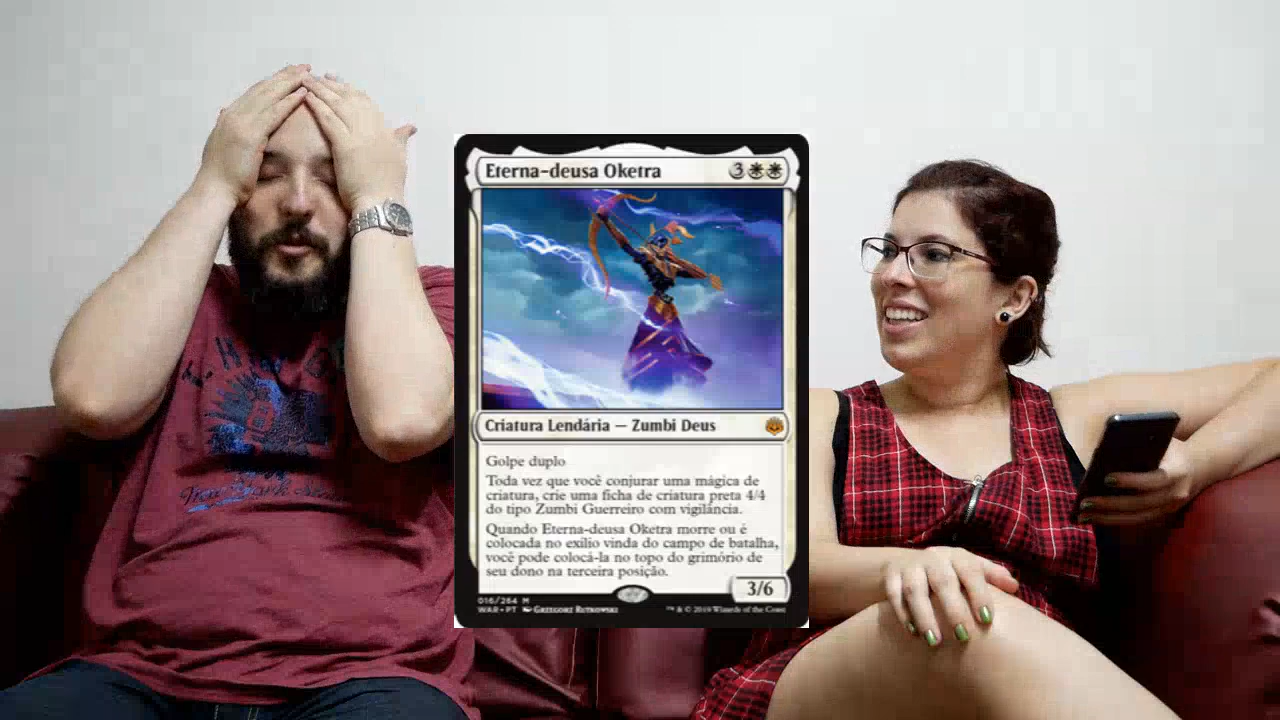 Eterna-deusa Oketra 3
Criatura Lendária — Zumbi Deus
Golpe duplo
Toda vez que você conjurar uma mágica de
criatura, crie uma ficha de criatura preta 4/4
do tipo Zumbi Guerreiro com vigilância.
Quando Eterna-deusa Oketra morre ou é
colocada no exílio vinda do campo de batalha,
você pode colocá-la no topo do grimório de
seu dono na terceira posição.
3/6
016/264 M
WAR • PT Grzegorz Rutkowski ™ & © 2019 Wizards of the Coast